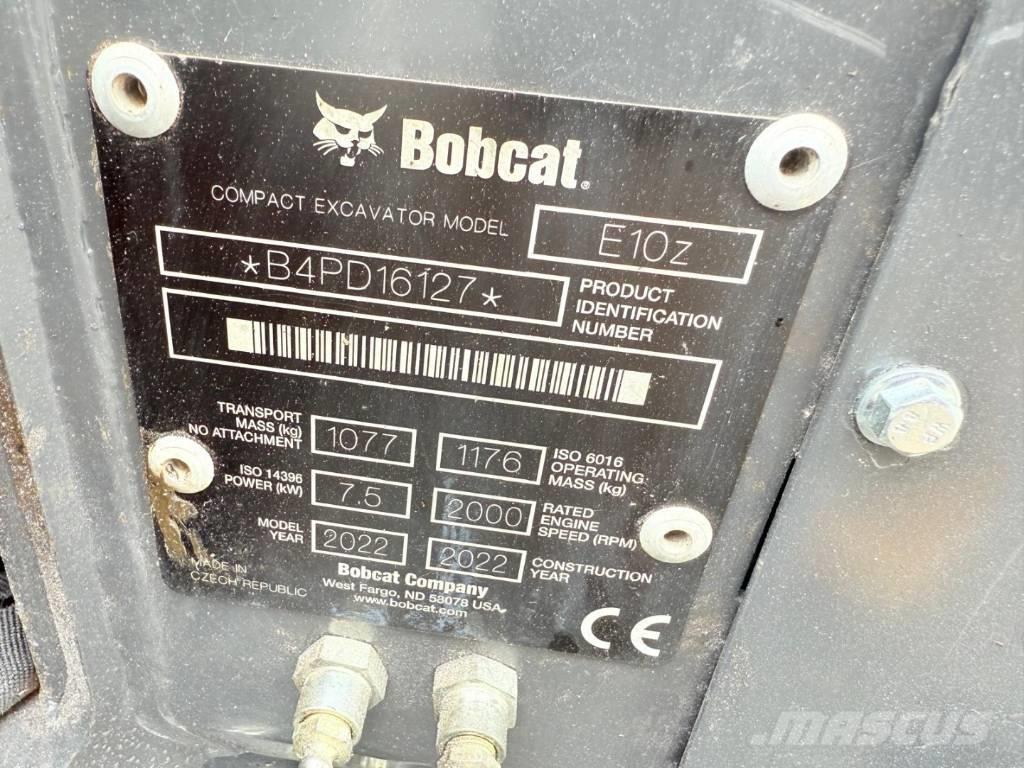 Bobcat®
COMPACT EXCAVATOR MODEL E10z
*B4PD16127*
PRODUCT
IDENTIFICATION
NUMBER
TRANSPORT
MASS (kg)
NO ATTACHMENT
1077
1176
ISO 6016
OPERATING
MASS (kg)
ISO 14396
POWER (kW)
7.5
2000
RATED
ENGINE
SPEED (RPM)
MODEL
YEAR
2022
2022
CONSTRUCTION
YEAR
MADE IN
CZECH REPUBLIC
Bobcat Company
West Fargo, ND 58078 USA
www.bobcat.com
CE
MASCUS